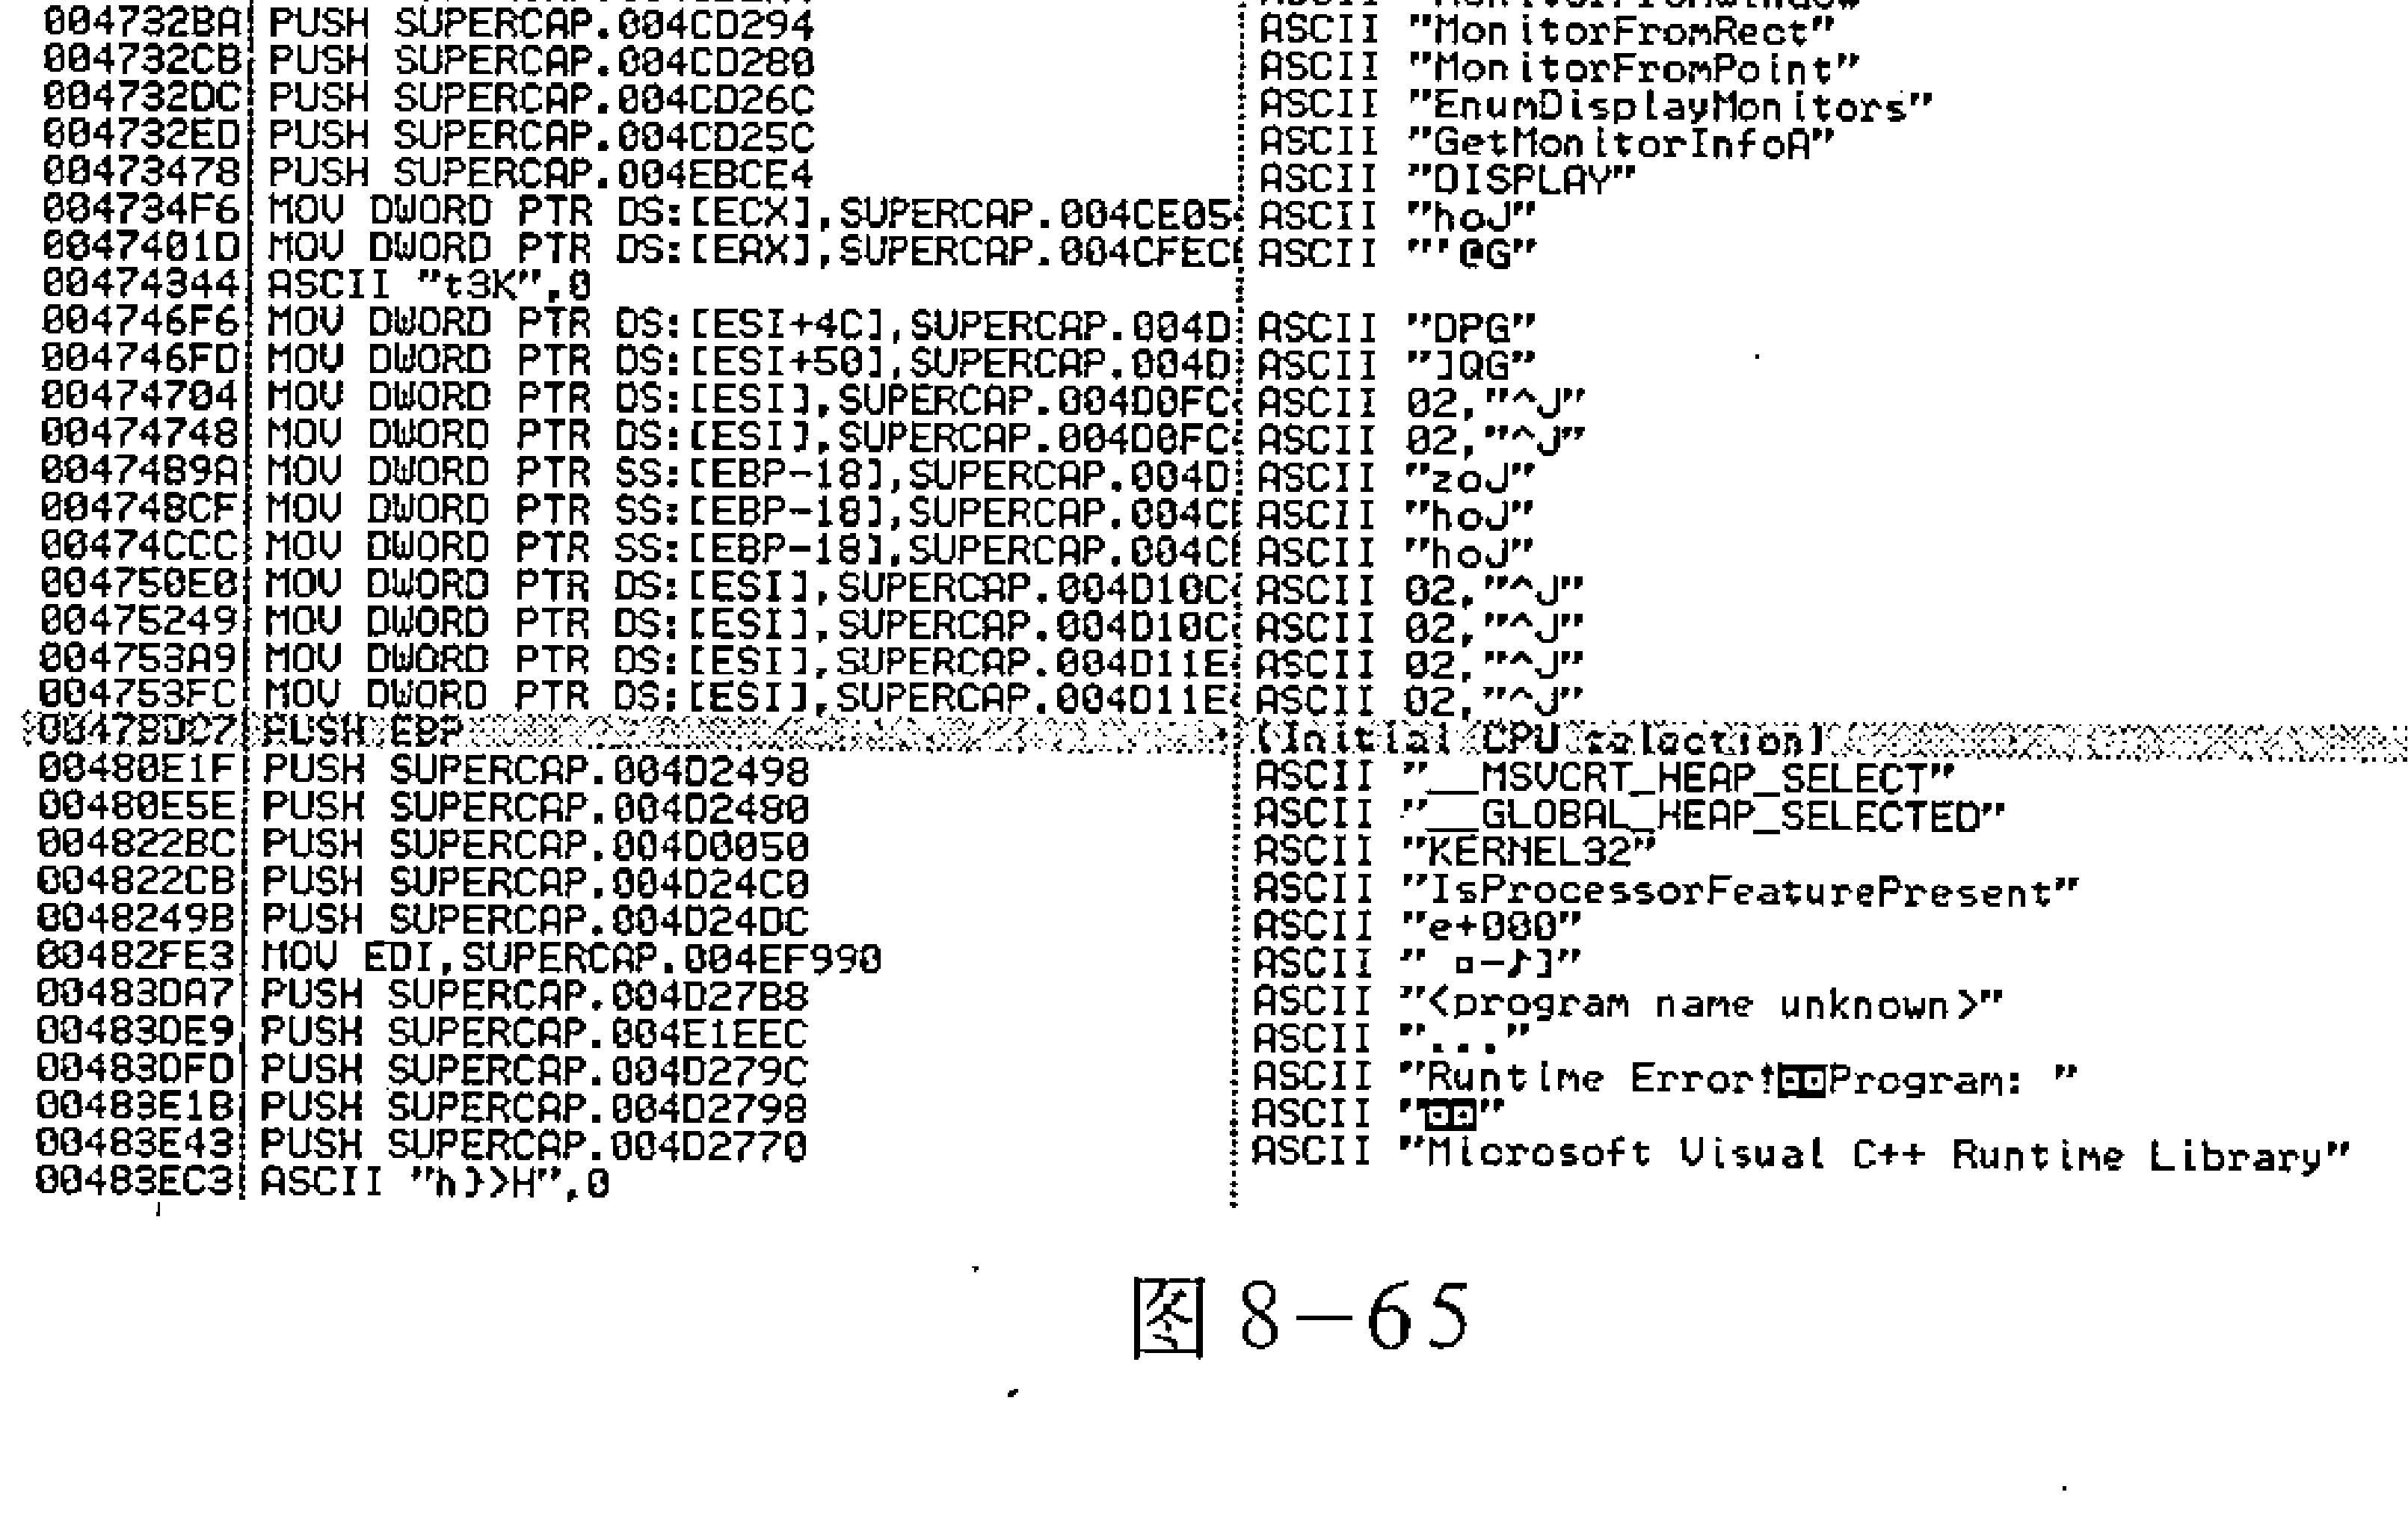 004732BA PUSH SUPERCAP.004CD294 ASCII "MonitorFromRect"
004732CB PUSH SUPERCAP.004CD280 ASCII "MonitorFromPoint"
004732DC PUSH SUPERCAP.004CD26C ASCII "EnumDisplayMonitors"
004732ED PUSH SUPERCAP.004CD25C ASCII "GetMonitorInfoA"
00473478 PUSH SUPERCAP.004EBCE4 ASCII "DISPLAY"
004734F6 MOV DWORD PTR DS:[ECX],SUPERCAP.004CE05 ASCII "hoJ"
0047401D MOV DWORD PTR DS:[EAX],SUPERCAP.004CFEC ASCII "'@G"
00474344 ASCII "t3K",0
004746F6 MOV DWORD PTR DS:[ESI+4C],SUPERCAP.004D ASCII "DPG"
004746FD MOV DWORD PTR DS:[ESI+50],SUPERCAP.004D ASCII "]QG"
00474704 MOV DWORD PTR DS:[ESI],SUPERCAP.004D0FC ASCII 02,"^J"
00474748 MOV DWORD PTR DS:[ESI],SUPERCAP.004D0FC ASCII 02,"^J"
0047489A MOV DWORD PTR SS:[EBP-18],SUPERCAP.004D ASCII "zoJ"
004748CF MOV DWORD PTR SS:[EBP-18],SUPERCAP.004C ASCII "hoJ"
00474CCC MOV DWORD PTR SS:[EBP-18],SUPERCAP.004C ASCII "hoJ"
004750E0 MOV DWORD PTR DS:[ESI],SUPERCAP.004D10C ASCII 02,"^J"
00475249 MOV DWORD PTR DS:[ESI],SUPERCAP.004D10C ASCII 02,"^J"
004753A9 MOV DWORD PTR DS:[ESI],SUPERCAP.004D11E ASCII 02,"^J"
004753FC MOV DWORD PTR DS:[ESI],SUPERCAP.004D11E ASCII 02,"^J"
00478DC7 PUSH EBP (Initial CPU selection)
00480E1F PUSH SUPERCAP.004D2498 ASCII "__MSVCRT_HEAP_SELECT"
00480E5E PUSH SUPERCAP.004D2480 ASCII "__GLOBAL_HEAP_SELECTED"
004822BC PUSH SUPERCAP.004D0050 ASCII "KERNEL32"
004822CB PUSH SUPERCAP.004D24C0 ASCII "IsProcessorFeaturePresent"
0048249B PUSH SUPERCAP.004D24DC ASCII "e+000"
00482FE3 MOV EDI,SUPERCAP.004EF990 ASCII " ¤-♪]"
00483DA7 PUSH SUPERCAP.004D27B8 ASCII "<program name unknown>"
00483DE9 PUSH SUPERCAP.004E1EEC ASCII "..."
00483DFD PUSH SUPERCAP.004D279C ASCII "Runtime Error!◙◙Program: "
00483E1B PUSH SUPERCAP.004D2798 ASCII "◙◙"
00483E43 PUSH SUPERCAP.004D2770 ASCII "Microsoft Visual C++ Runtime Library"
00483EC3 ASCII "h}>H",0
图 8-65